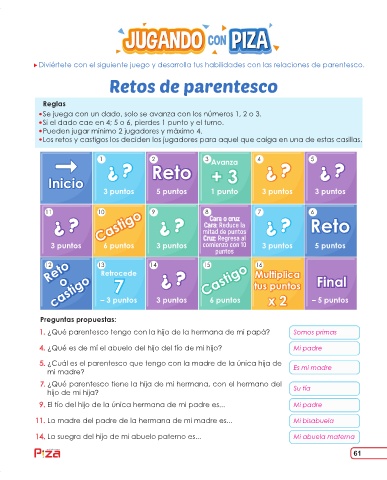 JUGANDO CON PIZA
Diviértete con el siguiente juego y desarrolla tus habilidades con las relaciones de parentesco.
Retos de parentesco
Reglas
•Se juega con un dado, solo se avanza con los números 1, 2 o 3.
•Si el dado cae en 4; 5 o 6, pierdes 1 punto y el turno.
•Pueden jugar mínimo 2 jugadores y máximo 4.
•Los retos y castigos los deciden los jugadores para aquel que caiga en una de estas casillas.
Inicio
1
¿?
3 puntos
2
Reto
5 puntos
3
Avanza
+ 3
1 punto
4
¿?
3 puntos
5
¿?
3 puntos
11
¿?
3 puntos
10
Castigo
6 puntos
9
¿?
3 puntos
8
Cara o cruz
Cara: Reduce la
mitad de puntos
Cruz: Regresa al
comienzo con 10
puntos
7
¿?
3 puntos
6
Reto
5 puntos
12
Reto
o
castigo
13
Retrocede
7
– 3 puntos
14
¿?
3 puntos
15
Castigo
6 puntos
16
Multiplica
tus puntos
x 2
Final
– 5 puntos
Preguntas propuestas:
1. ¿Qué parentesco tengo con la hija de la hermana de mi papá?
Somos primas
4. ¿Qué es de mí el abuelo del hijo del tío de mi hijo?
Mi padre
5. ¿Cuál es el parentesco que tengo con la madre de la única hija de
mi madre?
Es mi madre
7. ¿Qué parentesco tiene la hija de mi hermana, con el hermano del
hijo de mi hija?
Su tía
9. El tío del hijo de la única hermana de mi padre es...
Mi padre
11. La madre del padre de la hermana de mi madre es...
Mi bisabuela
14. La suegra del hijo de mi abuelo paterno es...
Mi abuela materna
Piza
61